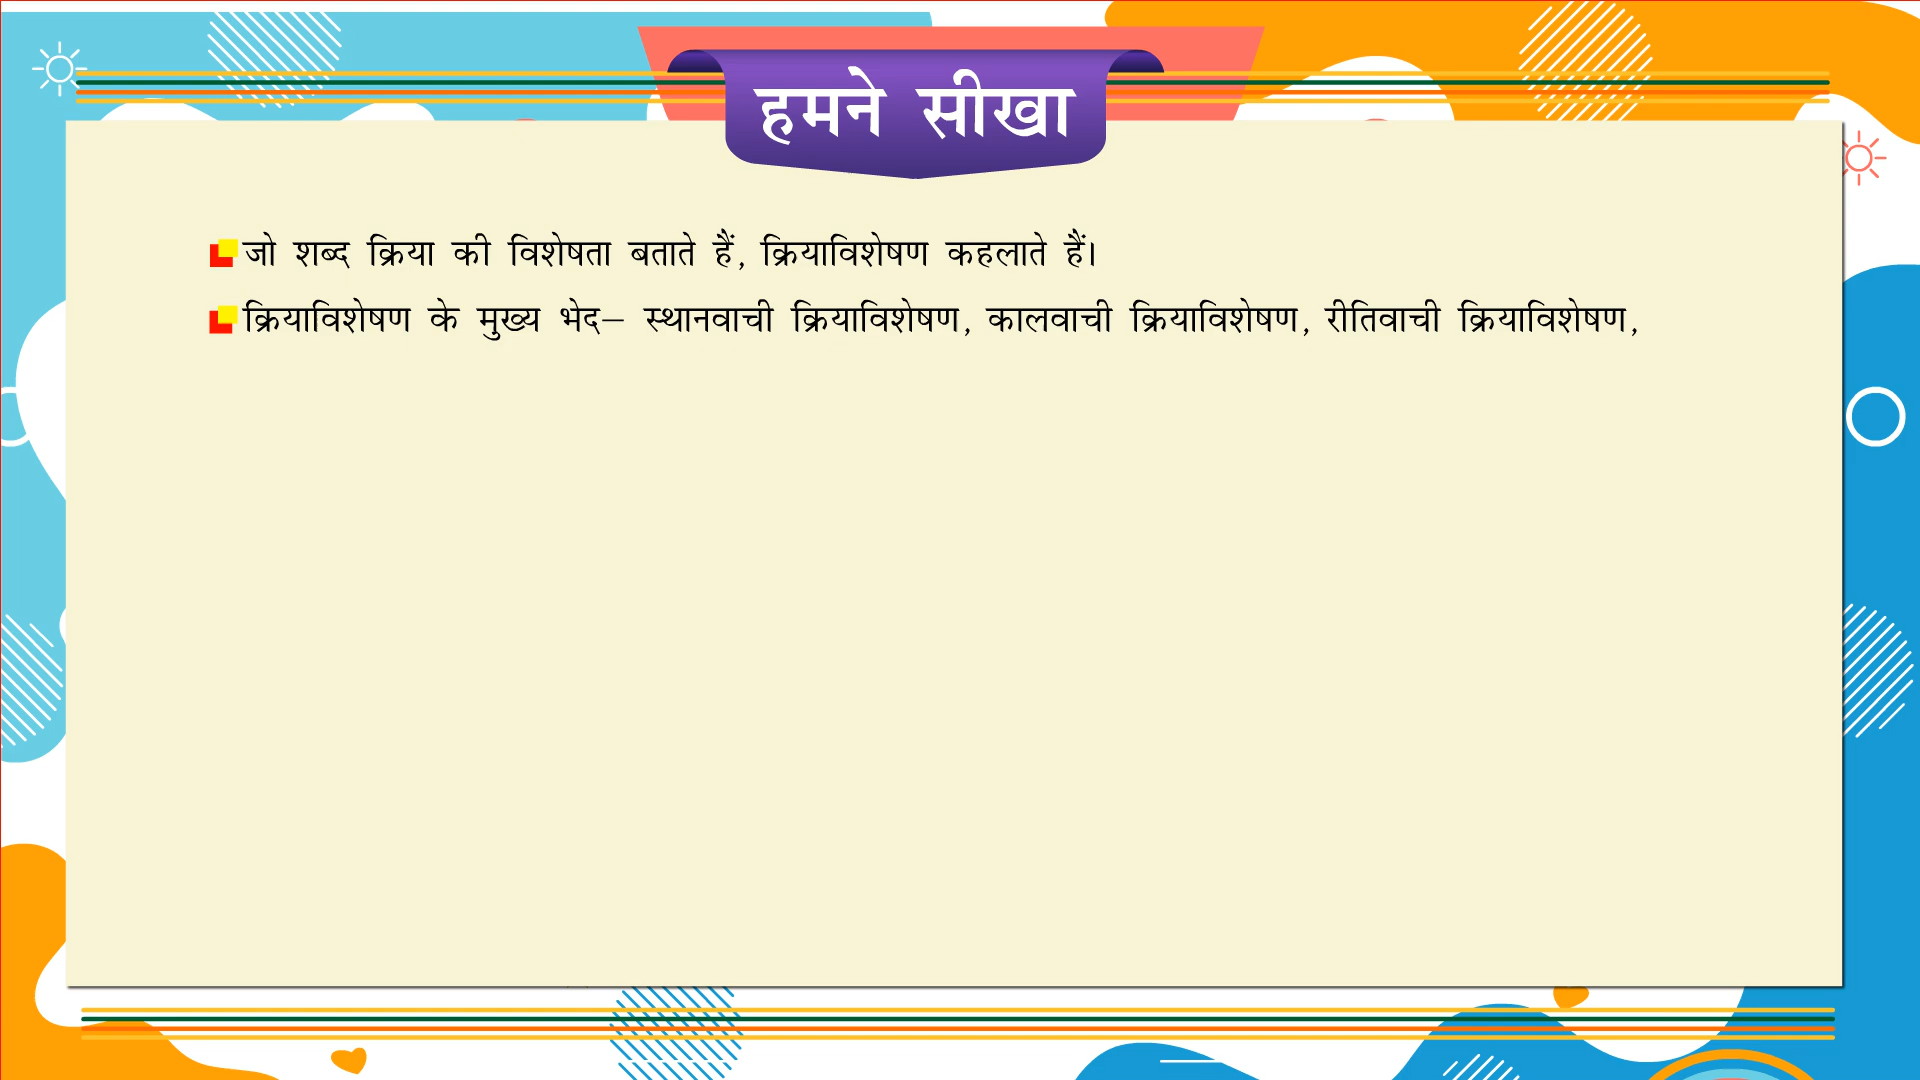 हमने सीखा
जो शब्द क्रिया की विशेषता बताते हैं, क्रियाविशेषण कहलाते हैं।
क्रियाविशेषण के मुख्य भेद– स्थानवाची क्रियाविशेषण, कालवाची क्रियाविशेषण, रीतिवाची क्रियाविशेषण,